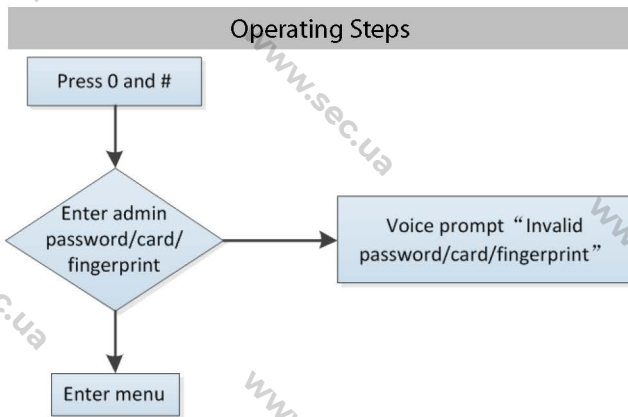 Operating Steps
Press 0 and #
Enter admin
password/card/
fingerprint
Voice prompt “Invalid
password/card/fingerprint”
Enter menu
www.sec.ua
www
c.ua
www